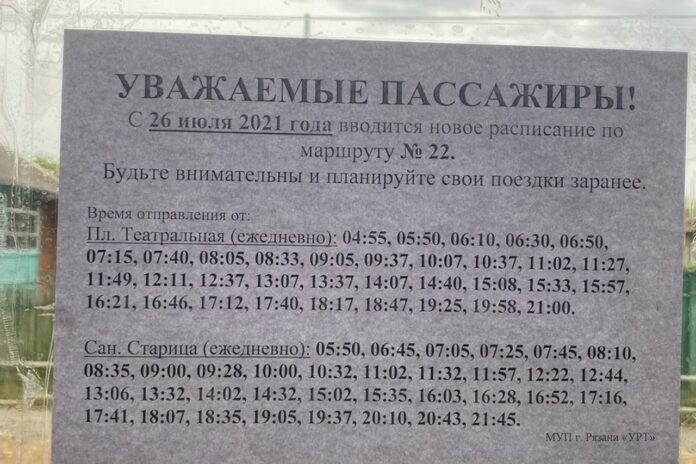 УВАЖАЕМЫЕ ПАССАЖИРЫ!
С 26 июля 2021 года вводится новое расписание по
маршруту № 22.
Будьте внимательны и планируйте свои поездки заранее.
Время отправления от:
Пл. Театральная (ежедневно): 04:55, 05:50, 06:10, 06:30, 06:50,
07:15, 07:40, 08:05, 08:33, 09:05, 09:37, 10:07, 10:37, 11:02, 11:27,
11:49, 12:11, 12:37, 13:07, 13:37, 14:07, 14:40, 15:08, 15:33, 15:57,
16:21, 16:46, 17:12, 17:40, 18:17, 18:47, 19:25, 19:58, 21:00.
Сан. Старица (ежедневно): 05:50, 06:45, 07:05, 07:25, 07:45, 08:10,
08:35, 09:00, 09:28, 10:00, 10:32, 11:02, 11:32, 11:57, 12:22, 12:44,
13:06, 13:32, 14:02, 14:32, 15:02, 15:35, 16:03, 16:28, 16:52, 17:16,
17:41, 18:07, 18:35, 19:05, 19:37, 20:10, 20:43, 21:45.
МУП г. Рязани «УРТ»